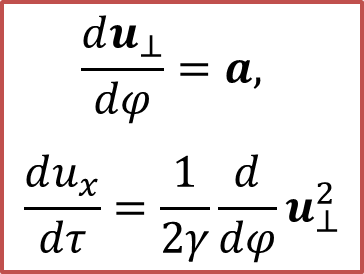 d𝒖⊥/dφ = 𝒂,
du_x/dτ = 1/2γ d/dφ 𝒖⊥²